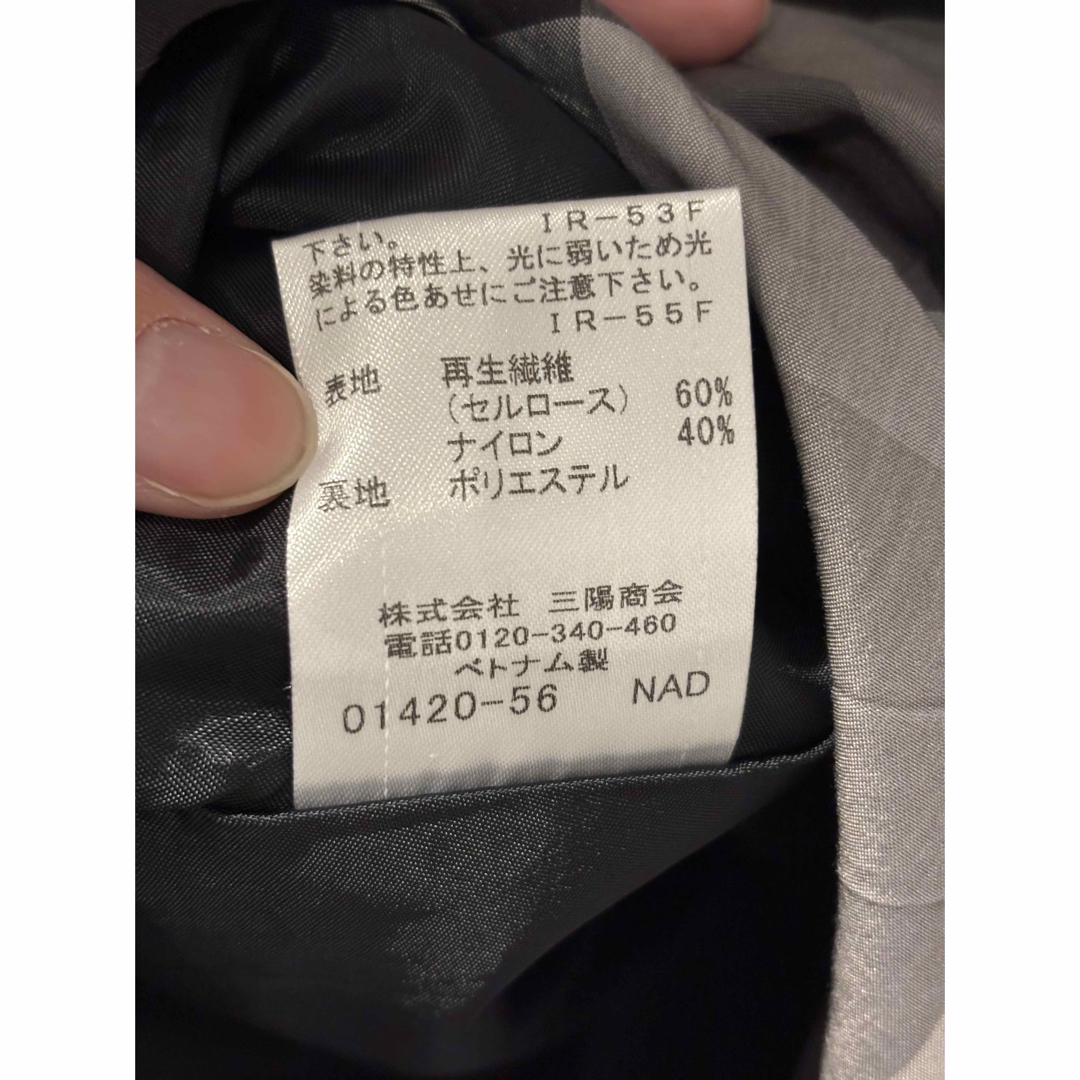 下さい。 IR-53F
染料の特性上、光に弱いため光
による色あせにご注意下さい。
IR-55F
表地 再生繊維
(セルロース) 60%
ナイロン 40%
裏地 ポリエステル
株式会社 三陽商会
電話0120-340-460
ベトナム製
01420-56 NAD